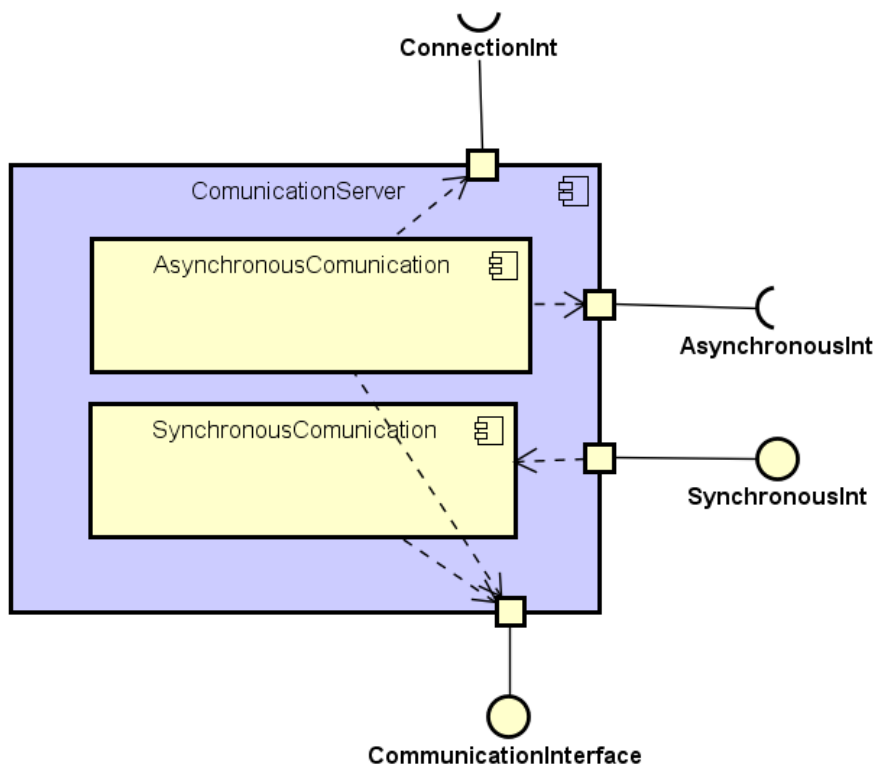 ConnectionInt
ComunicationServer
AsynchronousComunication
AsynchronousInt
SynchronousComunication
SynchronousInt
CommunicationInterface